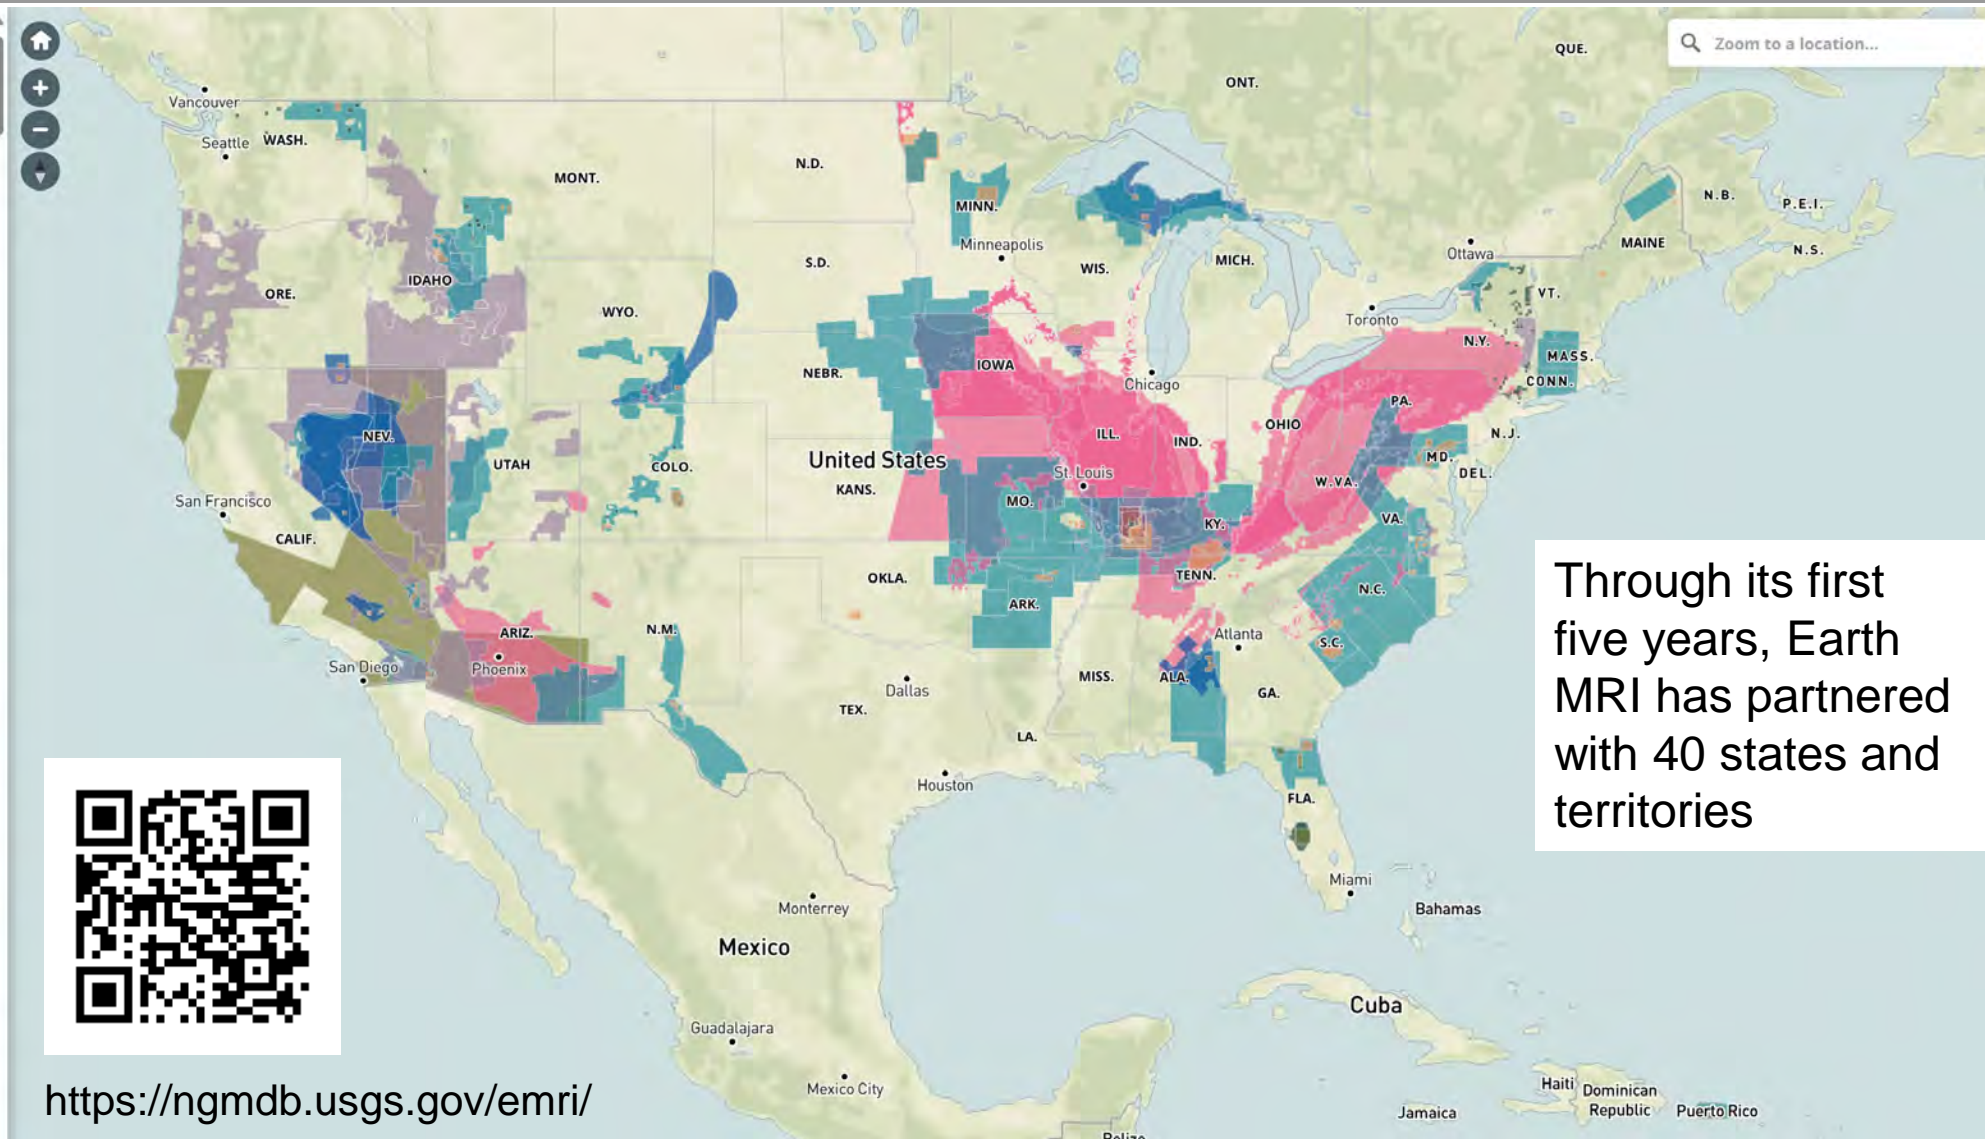 Zoom to a location...
QUE.
ONT.
Vancouver
Seattle
WASH.
MONT.
N.D.
MINN.
Minneapolis
N.B.
P.E.I.
N.S.
MAINE
Ottawa
ORE.
IDAHO
WYO.
S.D.
WIS.
MICH.
VT.
Toronto
N.Y.
MASS.
CONN.
NEBR.
IOWA
Chicago
PA.
OHIO
N.J.
NEV.
UTAH
COLO.
United States
KANS.
ILL.
IND.
St. Louis
MO.
W.VA.
MD.
DEL.
San Francisco
CALIF.
KY.
VA.
OKLA.
ARK.
TENN.
N.C.
ARIZ.
N.M.
Atlanta
S.C.
San Diego
Phoenix
Dallas
TEX.
MISS.
ALA.
GA.
LA.
Houston
FLA.
Miami
Bahamas
Through its first
five years, Earth
MRI has partnered
with 40 states and
territories
Monterrey
Mexico
Guadalajara
Mexico City
Cuba
Haiti
Dominican
Republic
Puerto Rico
Jamaica
Belize
https://ngmdb.usgs.gov/emri/